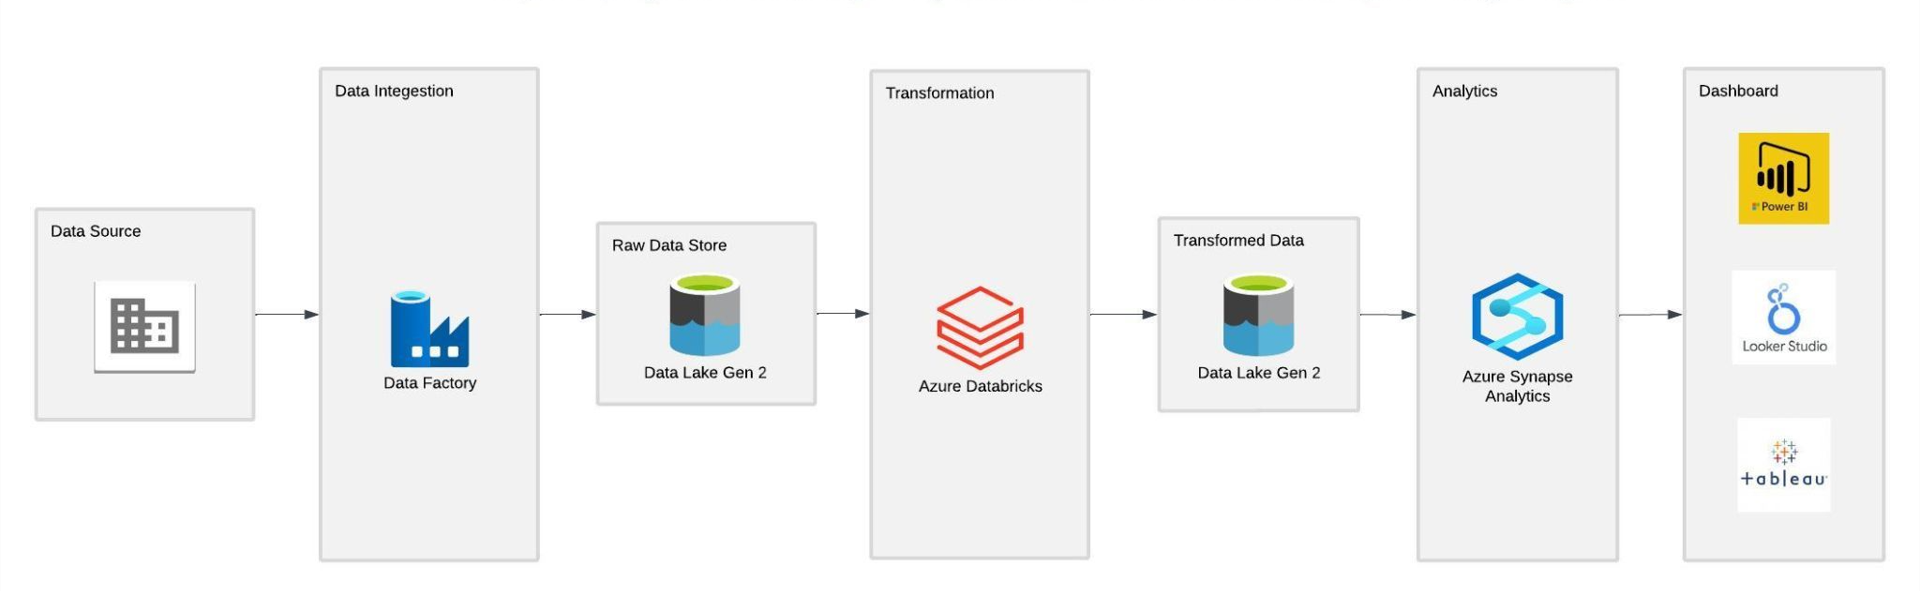 Data Source
Data Integestion
Data Factory
Raw Data Store
Data Lake Gen 2
Transformation
Azure Databricks
Transformed Data
Data Lake Gen 2
Analytics
Azure Synapse
Analytics
Dashboard
Power BI
Looker Studio
+ableau